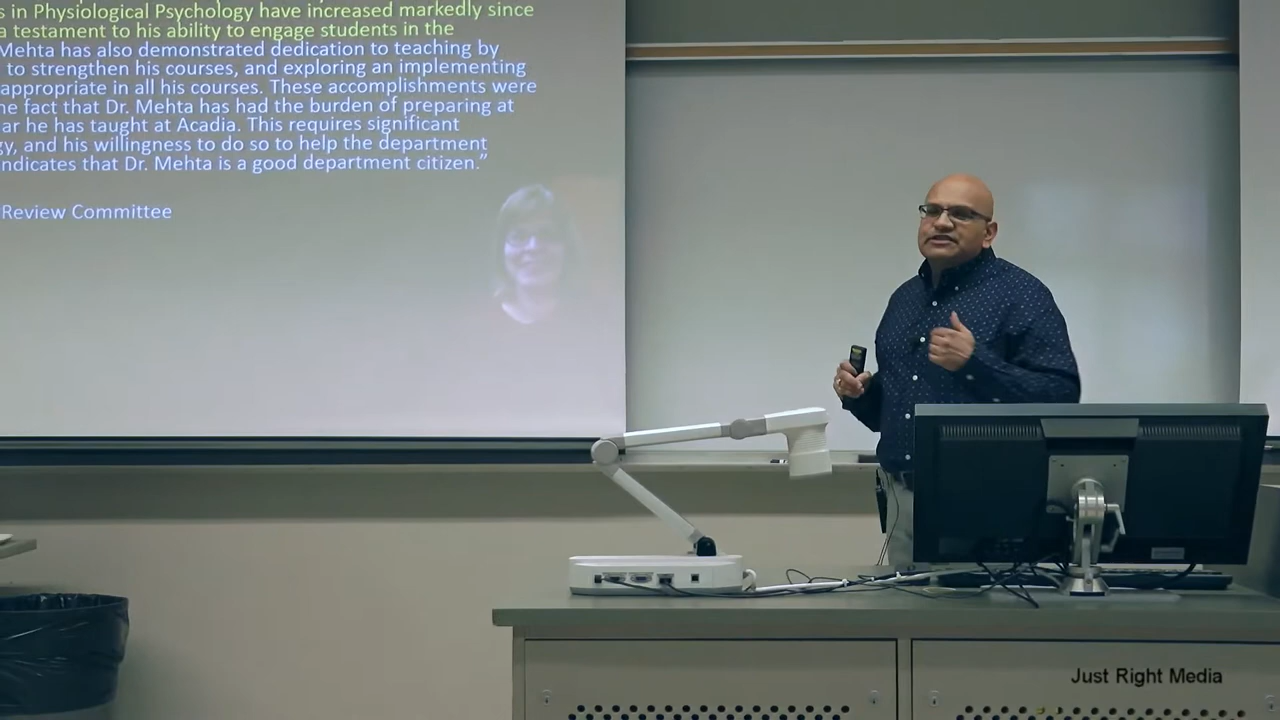 s in Physiological Psychology have increased markedly since
a testament to his ability to engage students in the
Mehta has also demonstrated dedication to teaching by
to strengthen his courses, and exploring an implementing
appropriate in all his courses. These accomplishments were
he fact that Dr. Mehta has had the burden of preparing at
ar he has taught at Acadia. This requires significant
gy, and his willingness to do so to help the department
indicates that Dr. Mehta is a good department citizen.”
Review Committee
Just Right Media